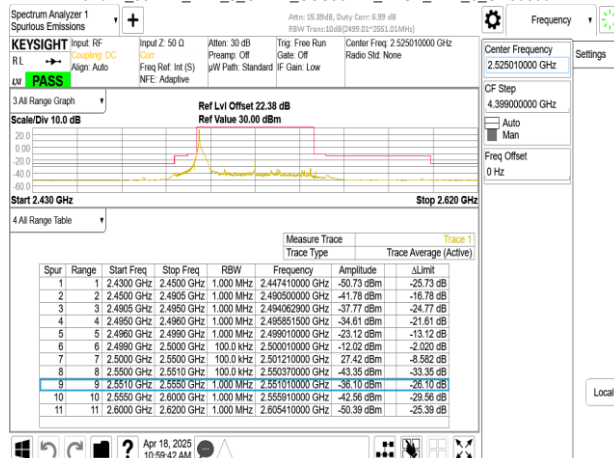 Spectrum Analyzer 1
Spurious Emissions
Attn: 15.39dB, Duty Corr: 6.99 dB
RBW Trans:10dB(2499.01~2551.01MHz)
Frequency
Settings
KEYSIGHT
RL
PASS
Input: RF
Coupling: DC
Align: Auto
Input Z: 50 Ω
Corr
Freq Ref: Int (S)
NFE: Adaptive
Atten: 30 dB
Preamp: Off
µW Path: Standard
Trig: Free Run
Gate: Off
IF Gain: Low
Center Freq: 2.525010000 GHz
Radio Std: None
Center Frequency
2.525010000 GHz
CF Step
4.399000000 GHz
Auto
Man
Freq Offset
0 Hz
3 All Range Graph
Scale/Div 10.0 dB
Ref Lvl Offset 22.38 dB
Ref Value 30.00 dBm
20.0
0.00
-20.0
-40.0
-60.0
Start 2.430 GHz
Stop 2.620 GHz
4 All Range Table
Measure Trace Trace 1
Trace Type Trace Average (Active)
Spur Range Start Freq Stop Freq RBW Frequency Amplitude ΔLimit
1 1 2.4300 GHz 2.4500 GHz 1.000 MHz 2.447410000 GHz -50.73 dBm -25.73 dB
2 2 2.4500 GHz 2.4905 GHz 1.000 MHz 2.490500000 GHz -41.78 dBm -16.78 dB
3 3 2.4905 GHz 2.4950 GHz 1.000 MHz 2.494062900 GHz -37.77 dBm -24.77 dB
4 4 2.4950 GHz 2.4960 GHz 1.000 MHz 2.495851500 GHz -34.61 dBm -21.61 dB
5 5 2.4960 GHz 2.4990 GHz 1.000 MHz 2.499010000 GHz -23.12 dBm -13.12 dB
6 6 2.4990 GHz 2.5000 GHz 100.0 kHz 2.500010000 GHz -12.02 dBm -2.020 dB
7 7 2.5000 GHz 2.5500 GHz 100.0 kHz 2.501210000 GHz 27.42 dBm -8.582 dB
8 8 2.5500 GHz 2.5510 GHz 100.0 kHz 2.550370000 GHz -43.35 dBm -33.35 dB
9 9 2.5510 GHz 2.5550 GHz 1.000 MHz 2.551010000 GHz -36.10 dBm -26.10 dB
10 10 2.5550 GHz 2.6000 GHz 1.000 MHz 2.555910000 GHz -42.56 dBm -29.56 dB
11 11 2.6000 GHz 2.6200 GHz 1.000 MHz 2.605410000 GHz -50.39 dBm -25.39 dB
Local
?
Apr 18, 2025
10:59:42 AM